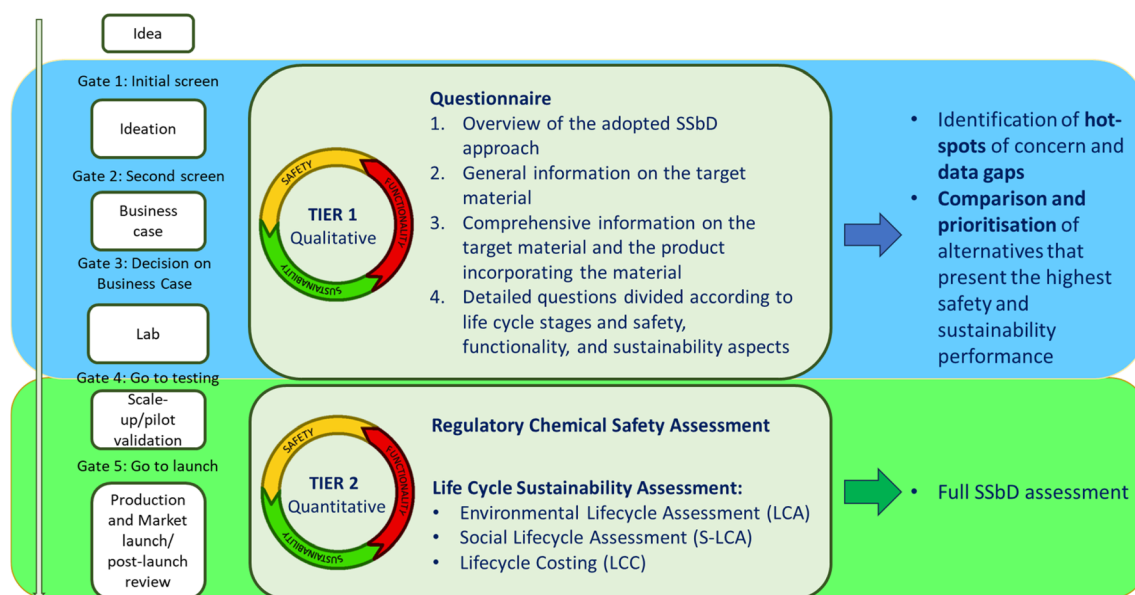 Idea
Gate 1: Initial screen
Ideation
Gate 2: Second screen
Business
case
Gate 3: Decision on
Business Case
Lab
Gate 4: Go to testing
Scale-
up/pilot
validation
Gate 5: Go to launch
Production
and Market
launch/
post-launch
review
SAFETY
FUNCTIONALITY
SUSTAINABILITY
TIER 1
Qualitative
Questionnaire
1. Overview of the adopted SSbD
approach
2. General information on the target
material
3. Comprehensive information on the
target material and the product
incorporating the material
4. Detailed questions divided according to
life cycle stages and safety,
functionality, and sustainability aspects
• Identification of hot-
spots of concern and
data gaps
• Comparison and
prioritisation of
alternatives that
present the highest
safety and
sustainability
performance
SAFETY
FUNCTIONALITY
SUSTAINABILITY
TIER 2
Quantitative
Regulatory Chemical Safety Assessment
Life Cycle Sustainability Assessment:
• Environmental Lifecycle Assessment (LCA)
• Social Lifecycle Assessment (S-LCA)
• Lifecycle Costing (LCC)
• Full SSbD assessment